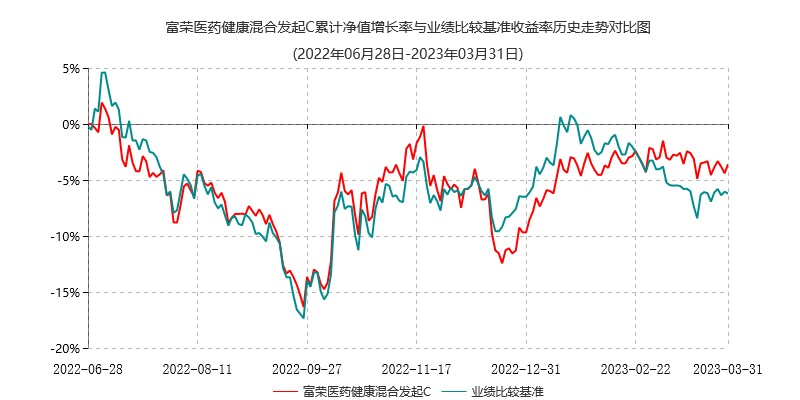 富荣医药健康混合发起C累计净值增长率与业绩比较基准收益率历史走势对比图
(2022年06月28日-2023年03月31日)
5%
0%
-5%
-10%
-15%
-20%
2022-06-28 2022-08-11 2022-09-27 2022-11-17 2022-12-31 2023-02-22 2023-03-31
富荣医药健康混合发起C 业绩比较基准